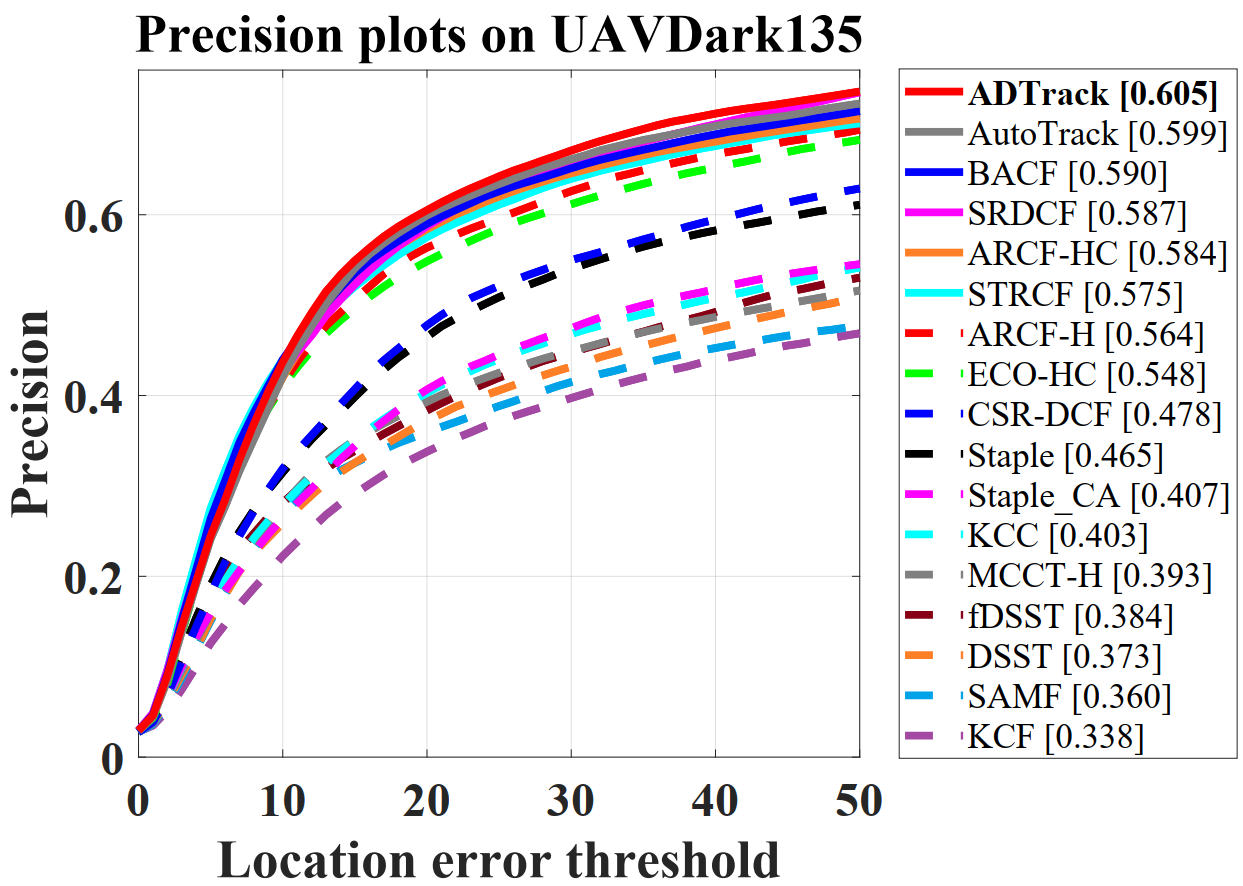 Precision plots on UAVDark135
Precision
0.6
0.4
0.2
0
0 10 20 30 40 50
Location error threshold
ADTrack [0.605]
AutoTrack [0.599]
BACF [0.590]
SRDCF [0.587]
ARCF-HC [0.584]
STRCF [0.575]
ARCF-H [0.564]
ECO-HC [0.548]
CSR-DCF [0.478]
Staple [0.465]
Staple_CA [0.407]
KCC [0.403]
MCCT-H [0.393]
fDSST [0.384]
DSST [0.373]
SAMF [0.360]
KCF [0.338]